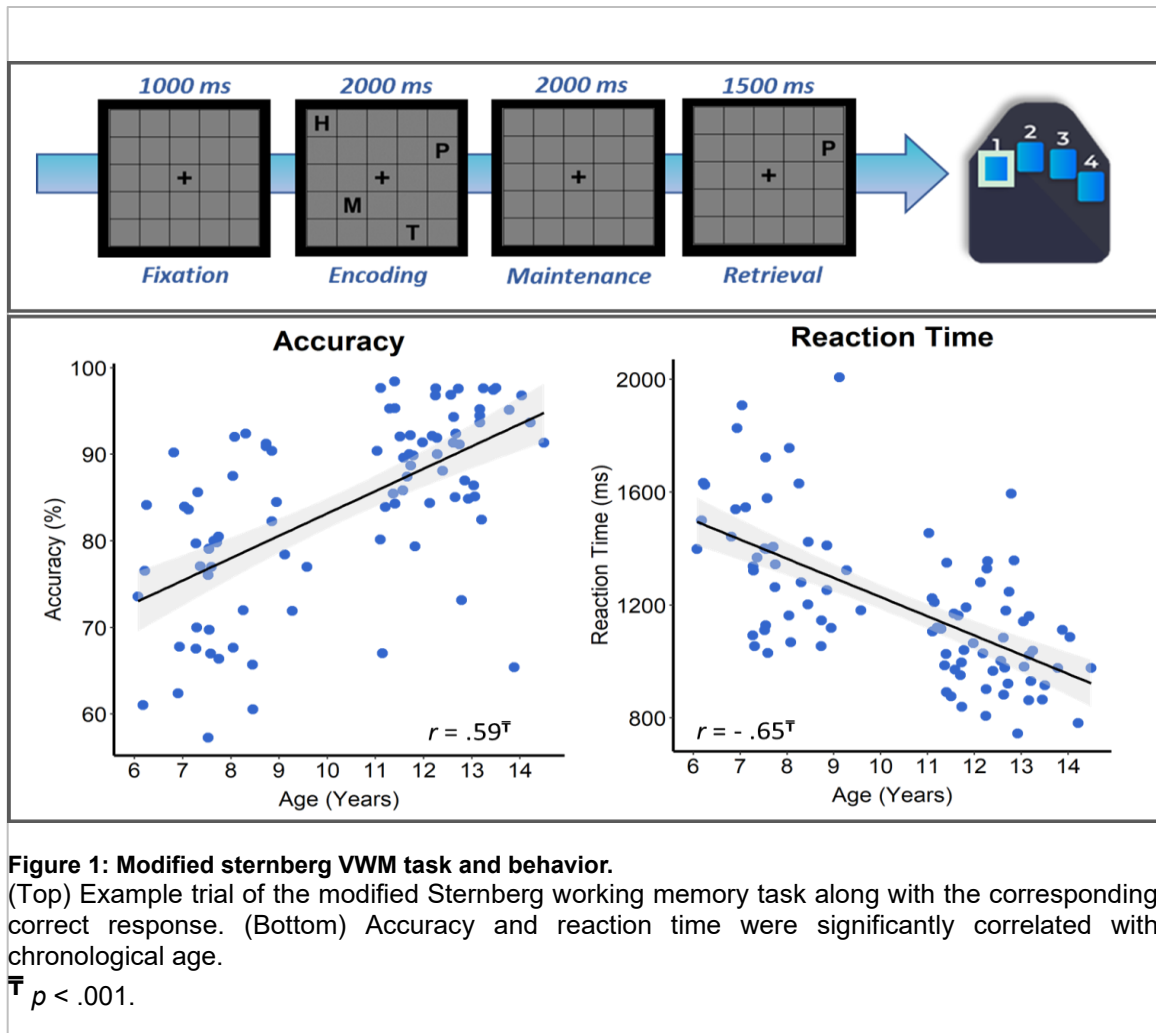 1000 ms 2000 ms 2000 ms 1500 ms
H
P
M
T
+
+
+
P
+
1 2 3 4
Fixation Encoding Maintenance Retrieval
Accuracy
Accuracy (%)
100
90
80
70
60
r = .59₸
6 7 8 9 10 11 12 13 14
Age (Years)
Reaction Time
Reaction Time (ms)
2000
1600
1200
800
r = - .65₸
6 7 8 9 10 11 12 13 14
Age (Years)
Figure 1: Modified sternberg VWM task and behavior.
(Top) Example trial of the modified Sternberg working memory task along with the corresponding
correct response. (Bottom) Accuracy and reaction time were significantly correlated with
chronological age.
₸ p < .001.